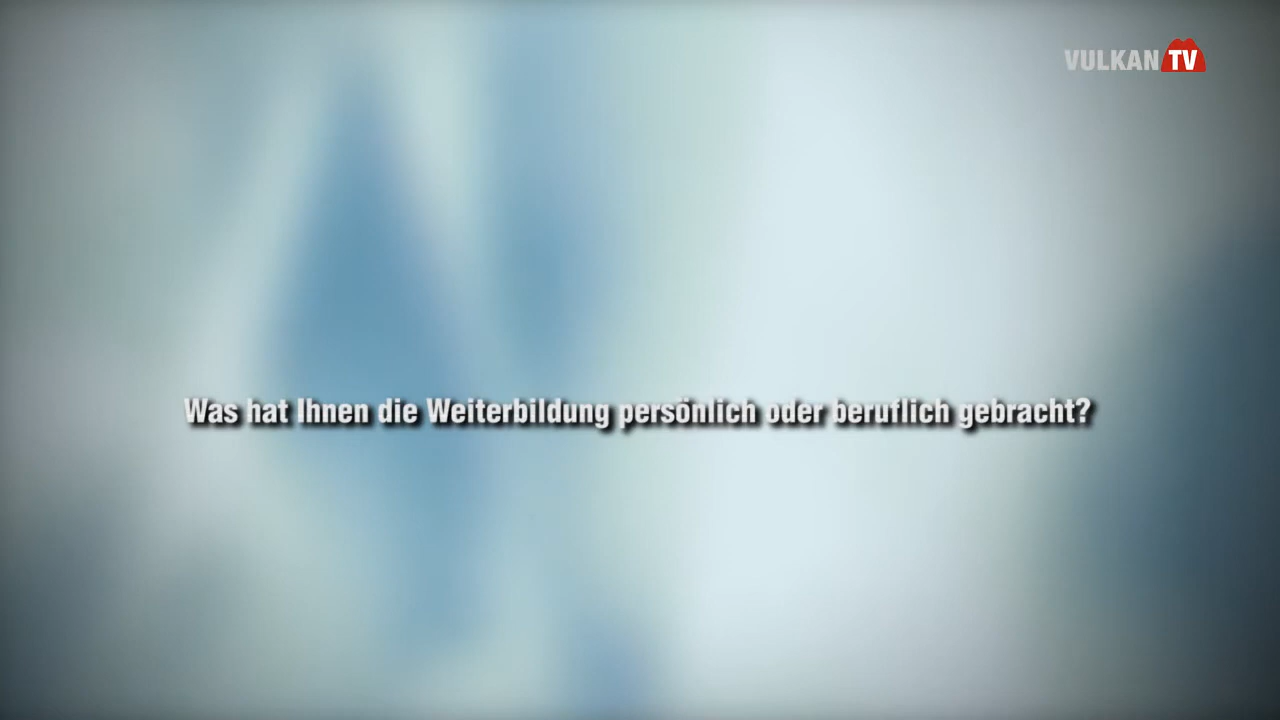 VULKAN TV
Was hat Ihnen die Weiterbildung persönlich oder beruflich gebracht?